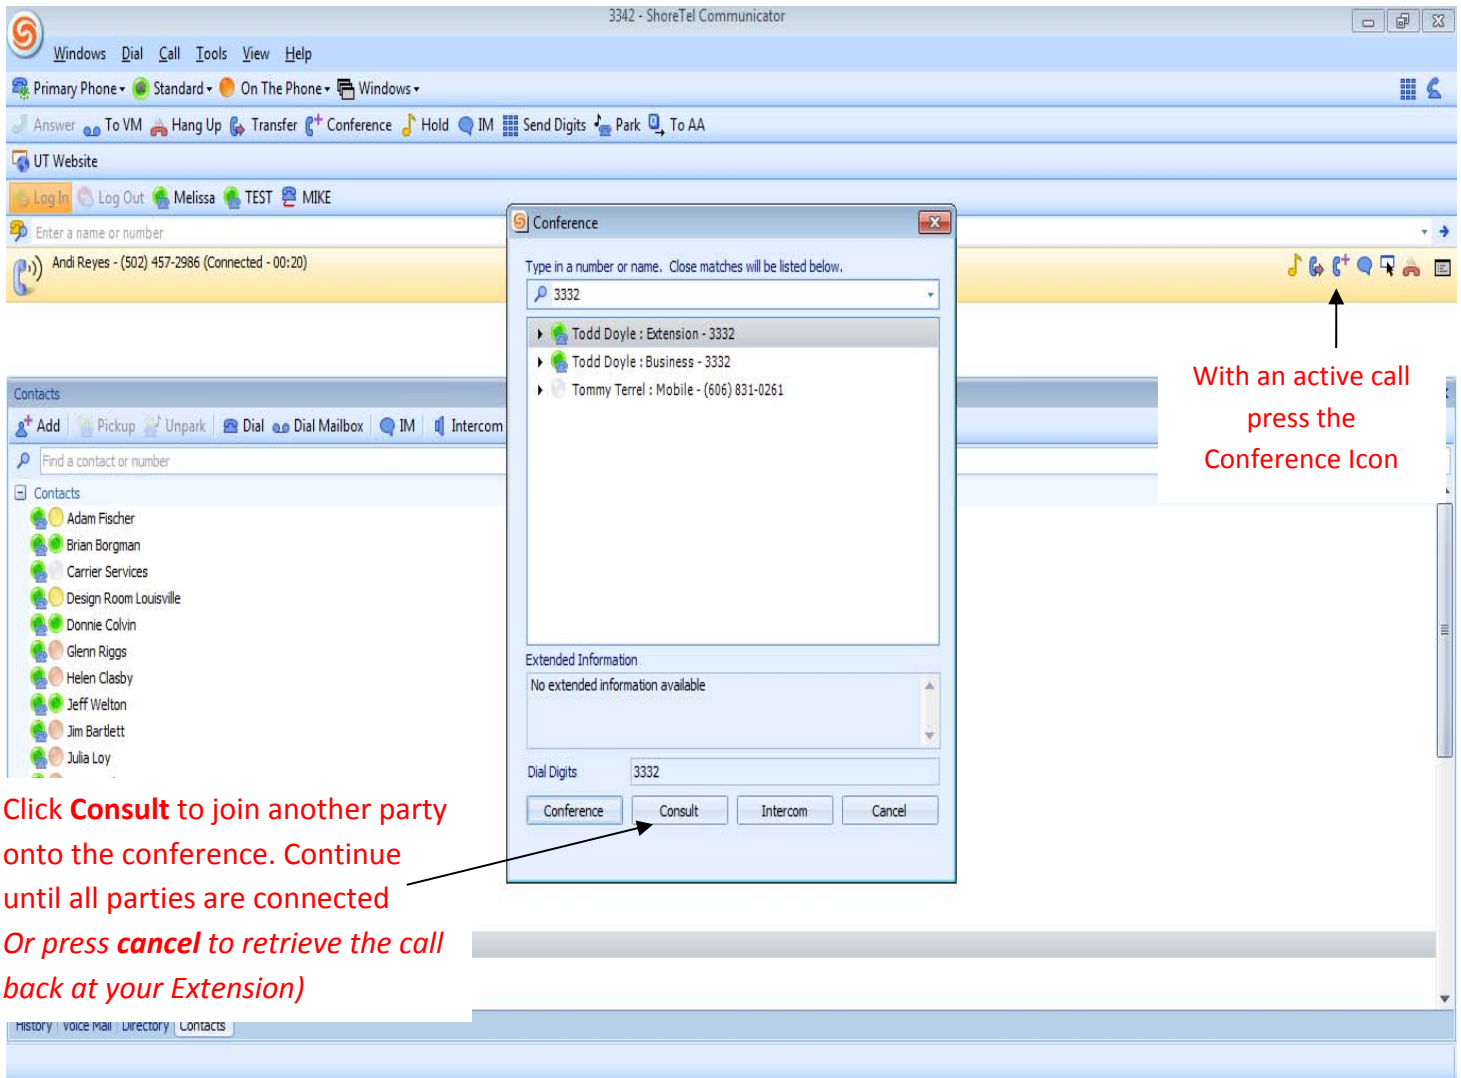 3342 - ShoreTel Communicator
Windows Dial Call Tools View Help
Primary Phone Standard On The Phone Windows
Answer To VM Hang Up Transfer Conference Hold IM Send Digits Park To AA
UT Website
Log In Log Out Melissa TEST MIKE
Enter a name or number
Andi Reyes - (502) 457-2986 (Connected - 00:20)
Conference
Type in a number or name. Close matches will be listed below.
3332
Todd Doyle : Extension - 3332
Todd Doyle : Business - 3332
Tommy Terrel : Mobile - (606) 831-0261
Extended Information
No extended information available
Dial Digits 3332
Conference Consult Intercom Cancel
With an active call
press the
Conference Icon
Contacts
Add Pickup Unpark Dial Dial Mailbox IM Intercom
Find a contact or number
Contacts
Adam Fischer
Brian Borgman
Carrier Services
Design Room Louisville
Donnie Colvin
Glenn Riggs
Helen Clasby
Jeff Welton
Jim Bartlett
Julia Loy
Click Consult to join another party
onto the conference. Continue
until all parties are connected
Or press cancel to retrieve the call
back at your Extension)
History Voice Mail Directory Contacts